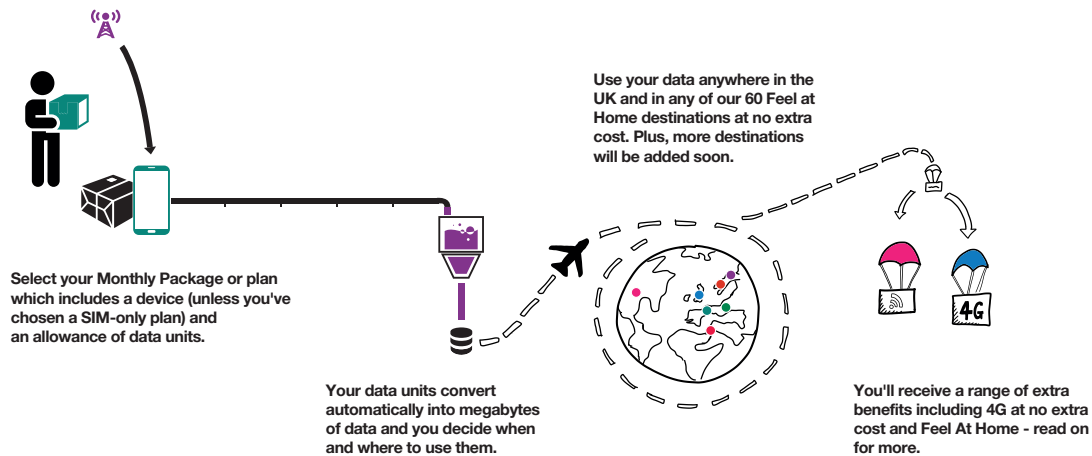 Select your Monthly Package or plan
which includes a device (unless you've
chosen a SIM-only plan) and
an allowance of data units.
Your data units convert
automatically into megabytes
of data and you decide when
and where to use them.
Use your data anywhere in the
UK and in any of our 60 Feel at
Home destinations at no extra
cost. Plus, more destinations
will be added soon.
4G
You'll receive a range of extra
benefits including 4G at no extra
cost and Feel At Home - read on
for more.